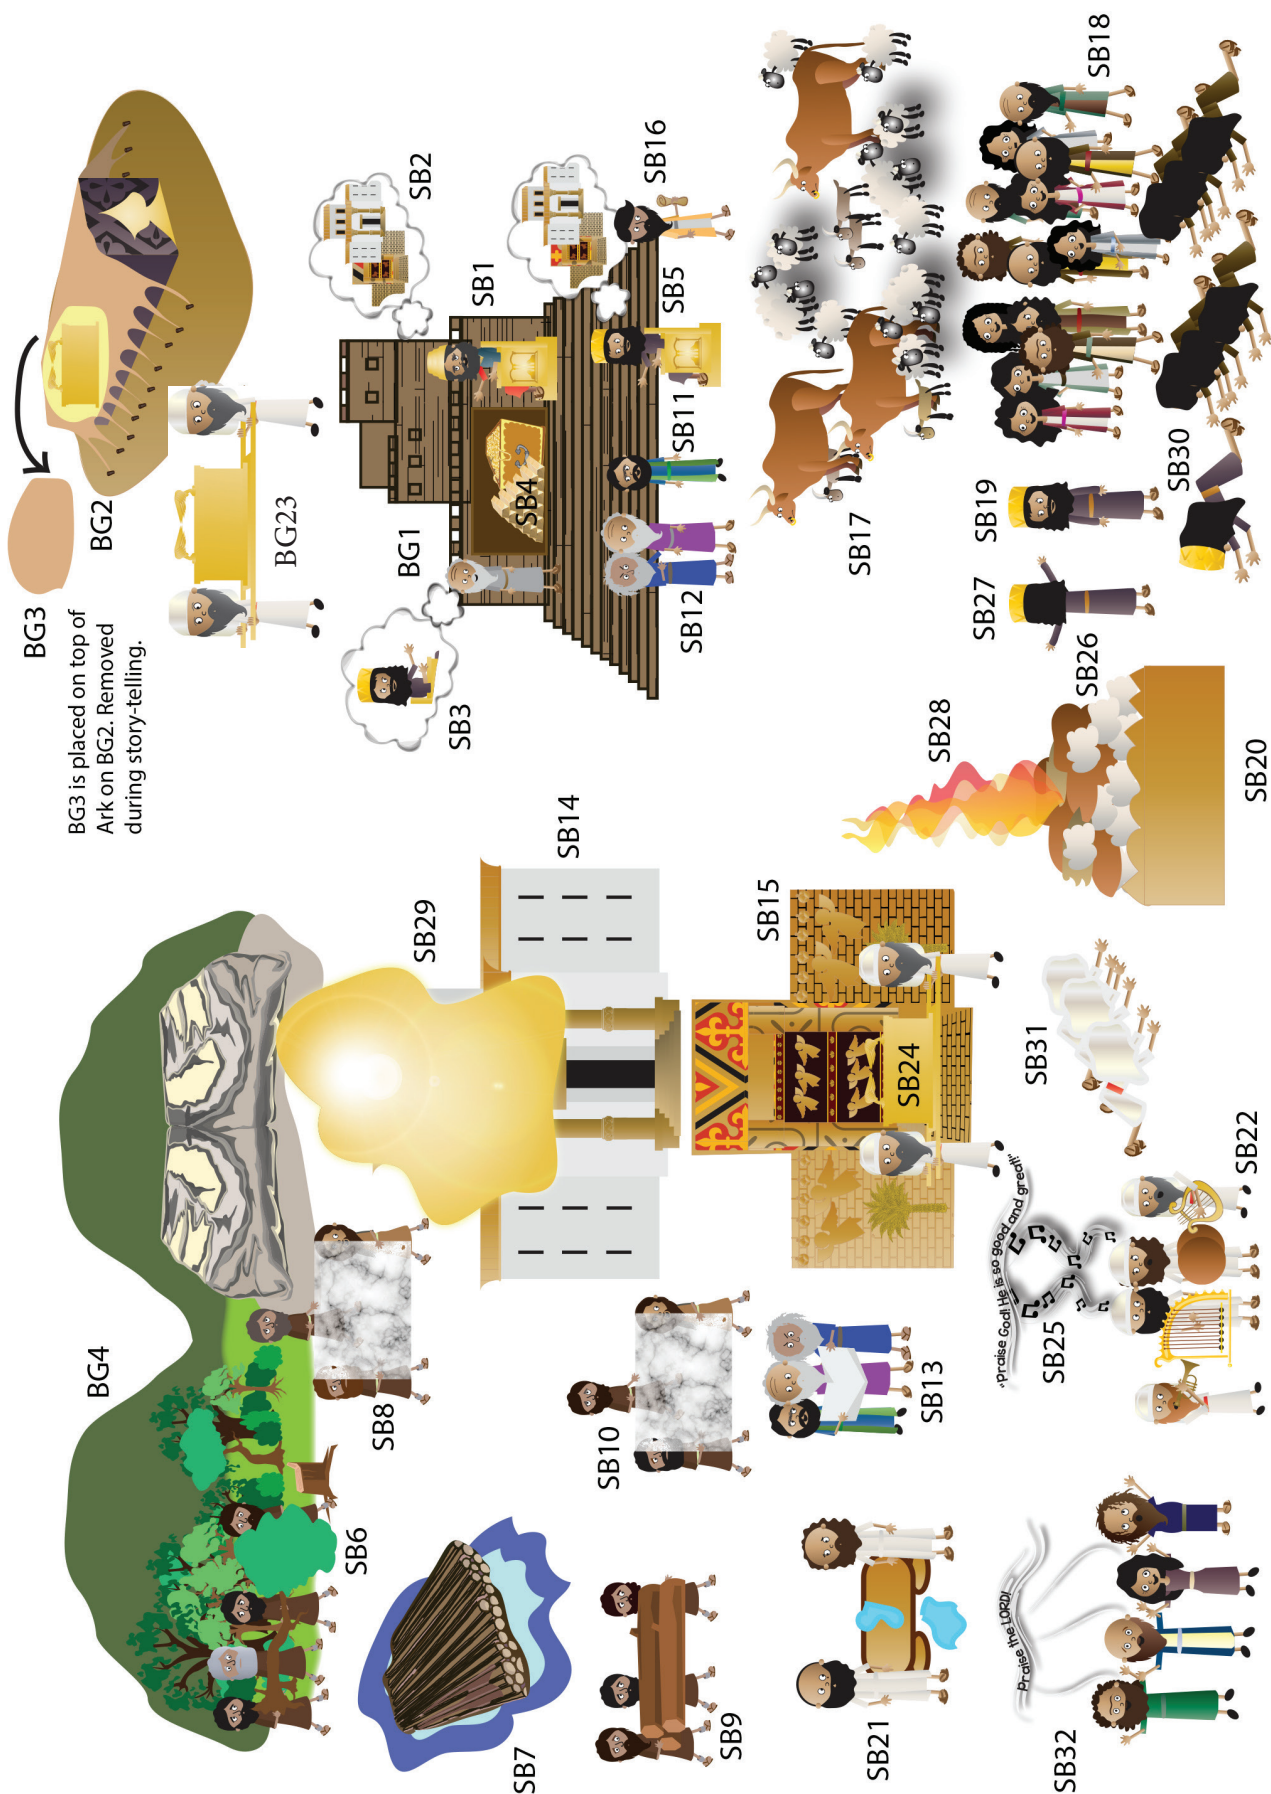 BG3
BG3 is placed on top of
Ark on BG2. Removed
during story-telling.
BG2
BG23
SB3
BG1
SB1
SB2
SB4
SB12
SB11
SB5
SB16
SB17
SB27
SB19
SB18
SB30
SB26
SB28
SB20
BG4
SB8
SB6
SB7
SB29
SB14
SB10
SB9
SB15
SB13
SB24
SB21
"Praise God! He is so good and great!"
SB25
SB31
SB22
Praise the LORD!
SB32